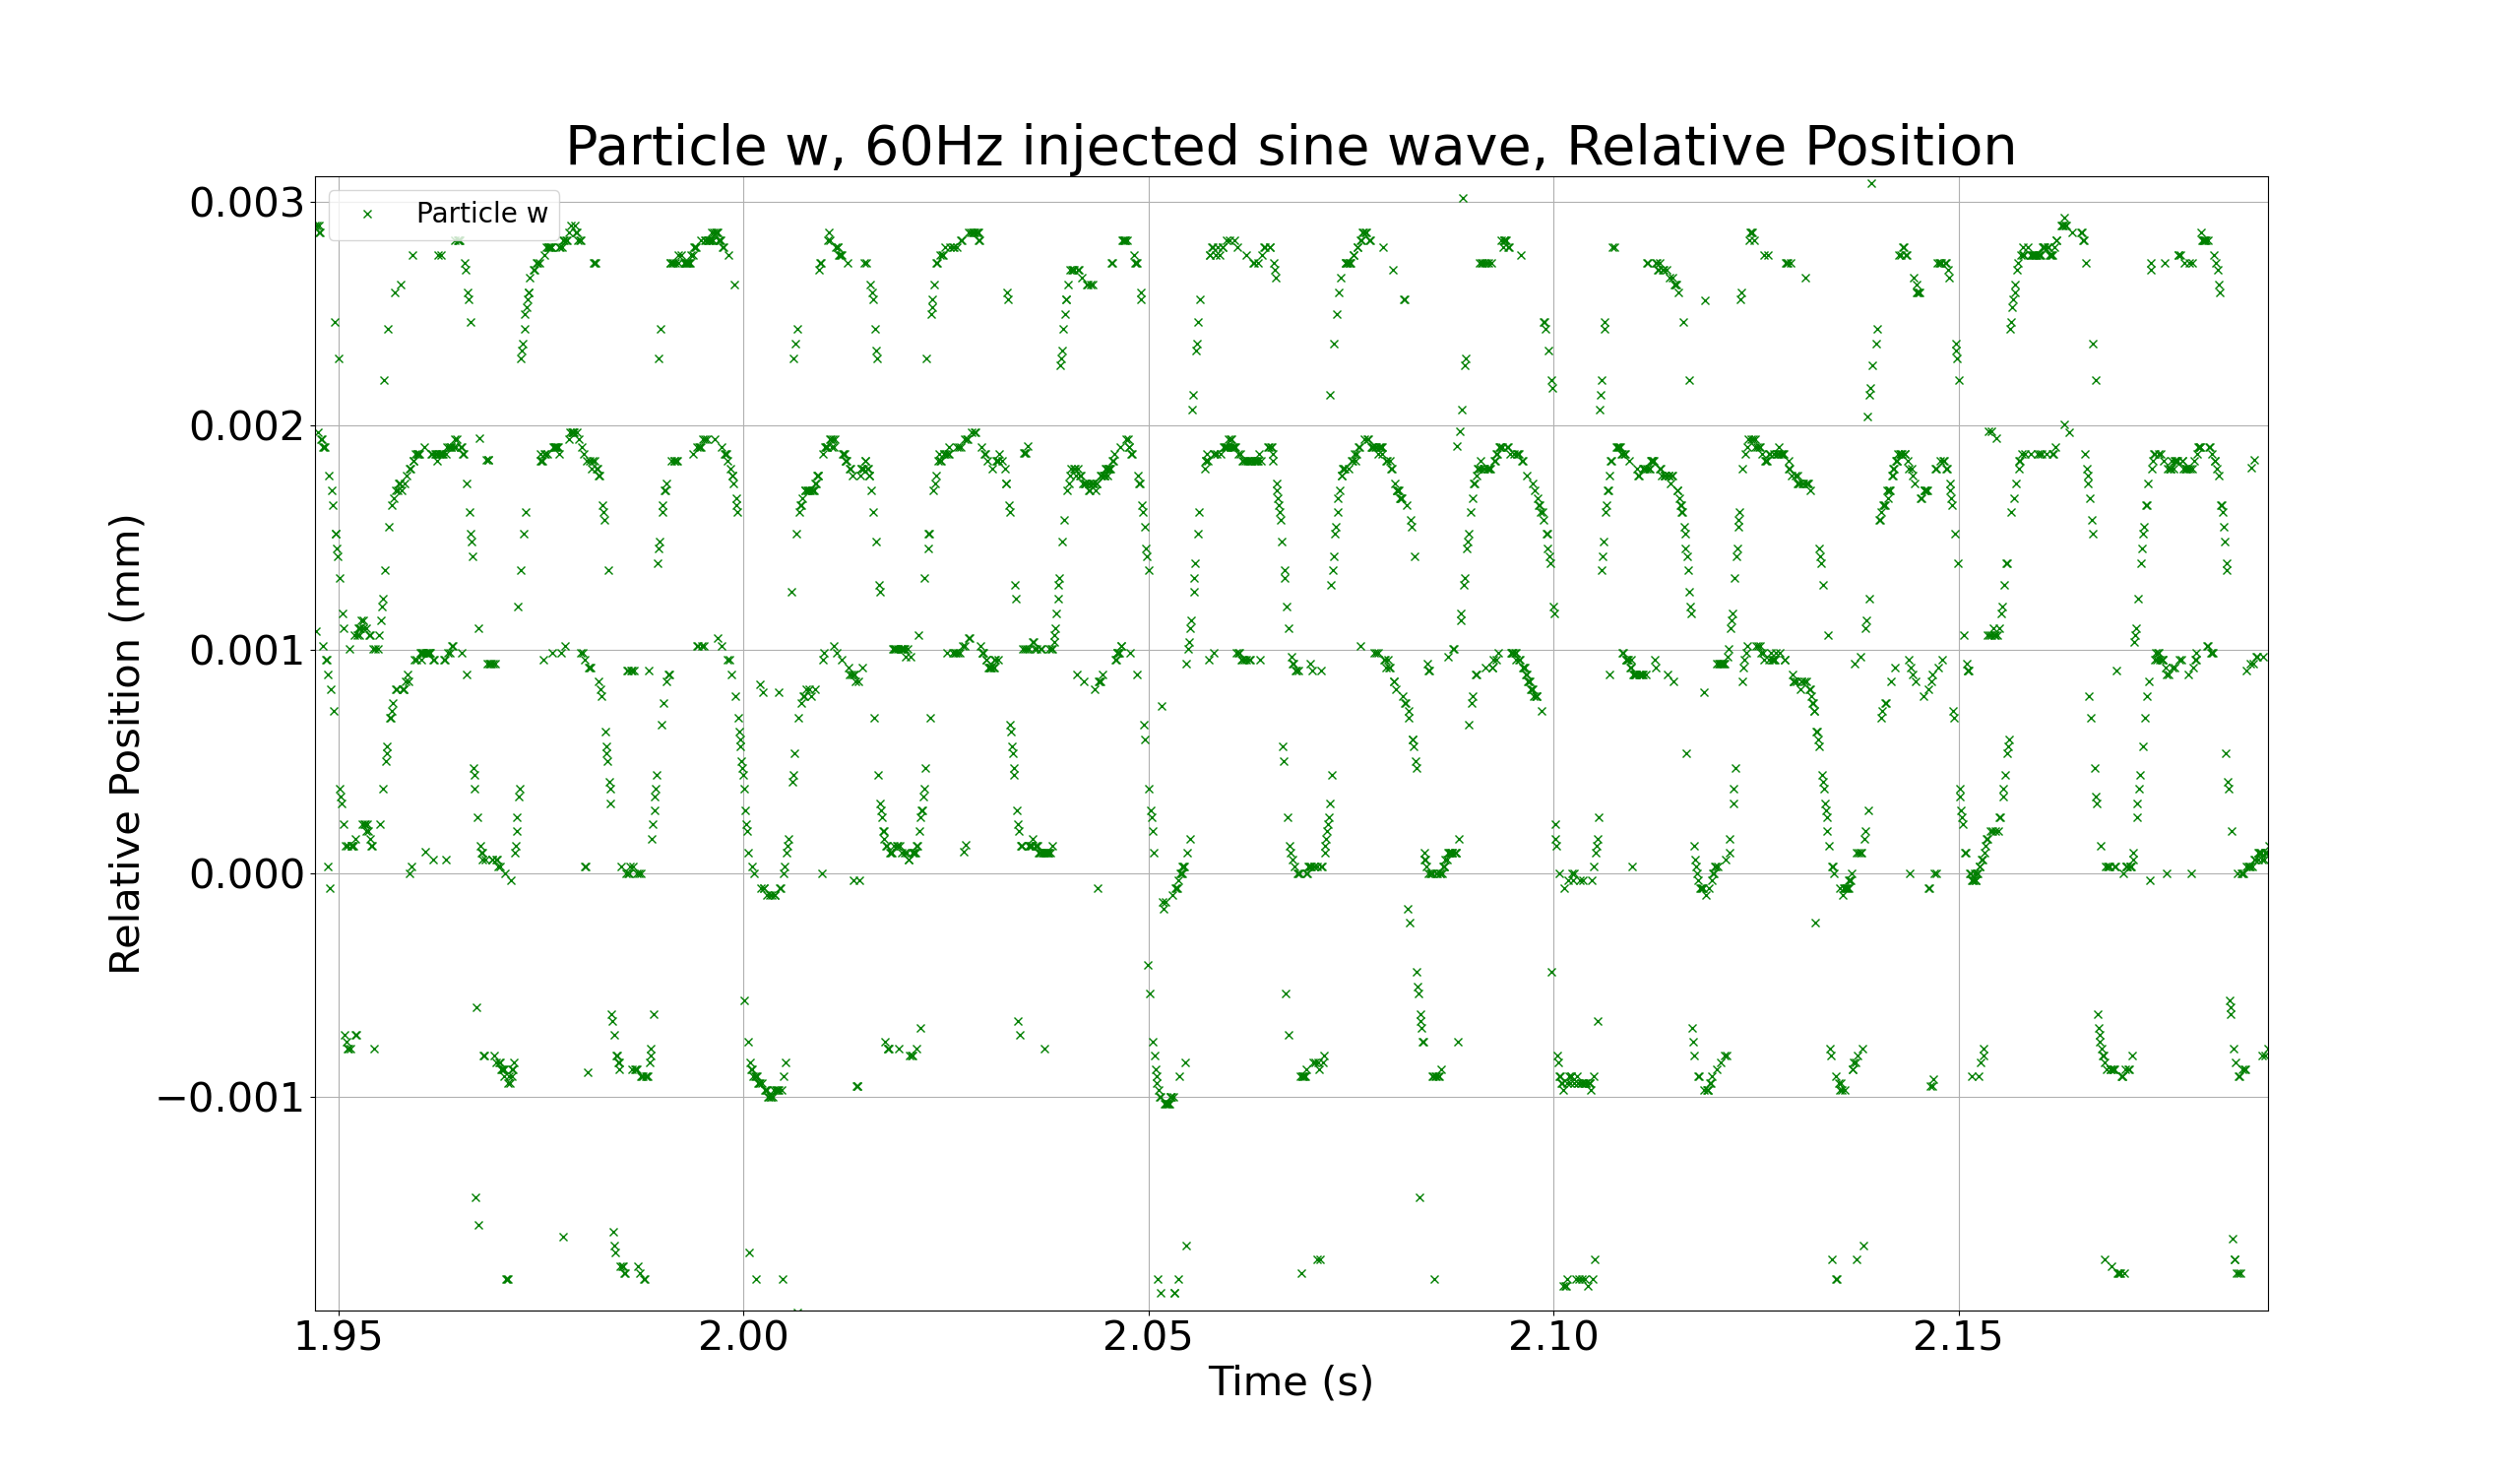 Particle w, 60Hz injected sine wave, Relative Position
Particle w
0.003
0.002
0.001
0.000
−0.001
Relative Position (mm)
1.95 2.00 2.05 2.10 2.15
Time (s)